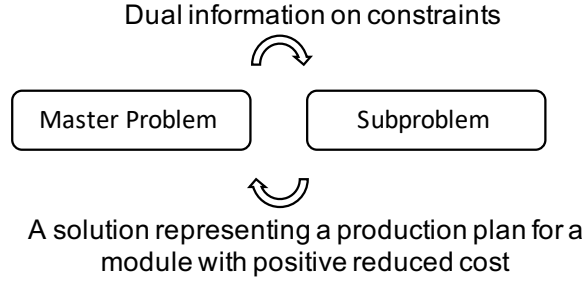 Dual information on constraints
Master Problem
Subproblem
A solution representing a production plan for a
module with positive reduced cost